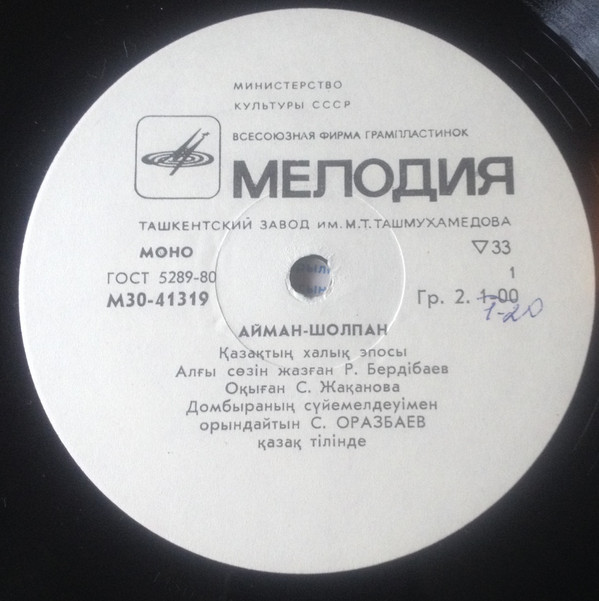 МИНИСТЕРСТВО
КУЛЬТУРЫ СССР
ВСЕСОЮЗНАЯ ФИРМА ГРАМПЛАСТИНОК
МЕЛОДИЯ
ТАШКЕНТСКИЙ ЗАВОД ИМ. М.Т. ТАШМУХАМЕДОВА
МОНО ▽33
ГОСТ 5289-80 1
М30-41319 Гр. 2. 1-00
1-20
АЙМАН-ШОЛПАН
Қазақтың халық эпосы
Алғы сөзін жазған Р. Бердібаев
Оқыған С. Жақанова
Домбыраның сүйемелдеуімен
орындайтын С. ОРАЗБАЕВ
қазақ тілінде